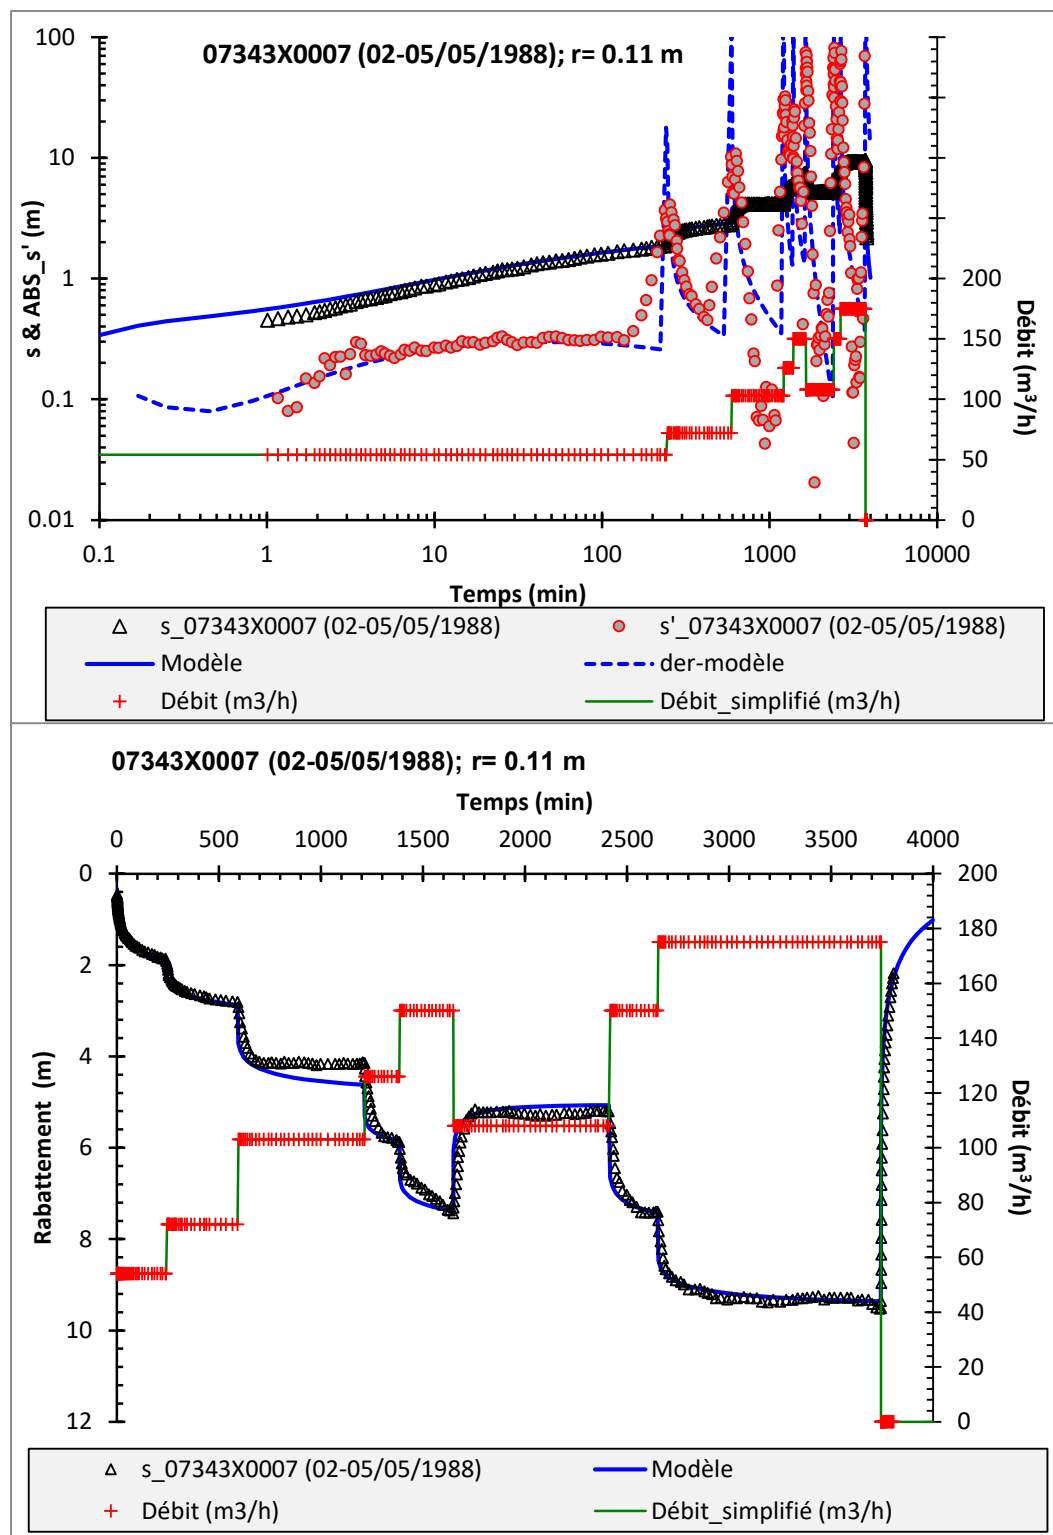 07343X0007 (02-05/05/1988); r= 0.11 m
s & ABS_s' (m)
100
10
1
0.1
0.01
200
150
100
50
0
Débit (m³/h)
0.1 1 10 100 1000 10000
Temps (min)
s_07343X0007 (02-05/05/1988) s'_07343X0007 (02-05/05/1988)
Modèle der-modèle
Débit (m3/h) Débit_simplifié (m3/h)
07343X0007 (02-05/05/1988); r= 0.11 m
Temps (min)
0 500 1000 1500 2000 2500 3000 3500 4000
Rabattement (m)
0
2
4
6
8
10
12
200
180
160
140
120
100
80
60
40
20
0
Débit (m³/h)
s_07343X0007 (02-05/05/1988) Modèle
Débit (m3/h) Débit_simplifié (m3/h)